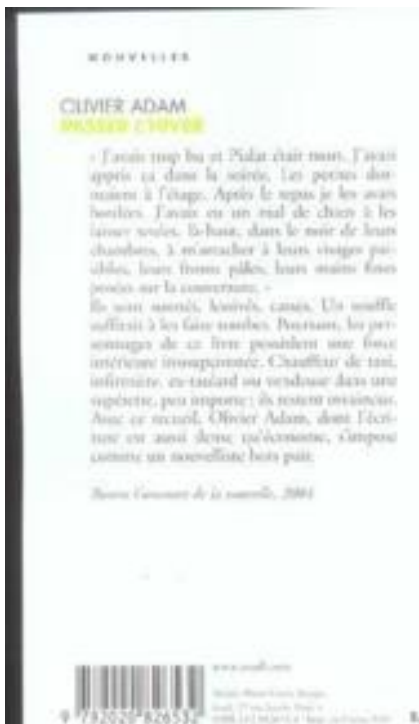 NOUVELLES
OLIVIER ADAM
PASSER L'HIVER
« J'avais trop bu et Nalat était mort. J'avais
appris ça dans la soirée. Les petites dor-
maient à l'étage. Après le repas je les avais
bordées. J'avais eu un mal de chien à les
laisser seules, là-haut, dans le noir de leurs
chambres, à m'arracher à leurs visages pai-
sibles, leurs fronts pâles, leurs mains fines
posées sur la couverture. »
Ils sont usés, lessivés, cassés. Un souffle
suffirait à les faire tomber. Pourtant, les per-
sonnages de ce livre possèdent une force
intérieure insoupçonnée. Chauffeur de taxi,
infirmière, ex-taulard ou vendeuse dans une
supérette, peu importe : ils restent invaincus.
Avec ce recueil, Olivier Adam, dont l'écri-
ture est aussi dense qu'économe, s'impose
comme un nouvelliste hors pair.
Bourse Goncourt de la nouvelle, 2004
www.seuil.com
9 782020 826532